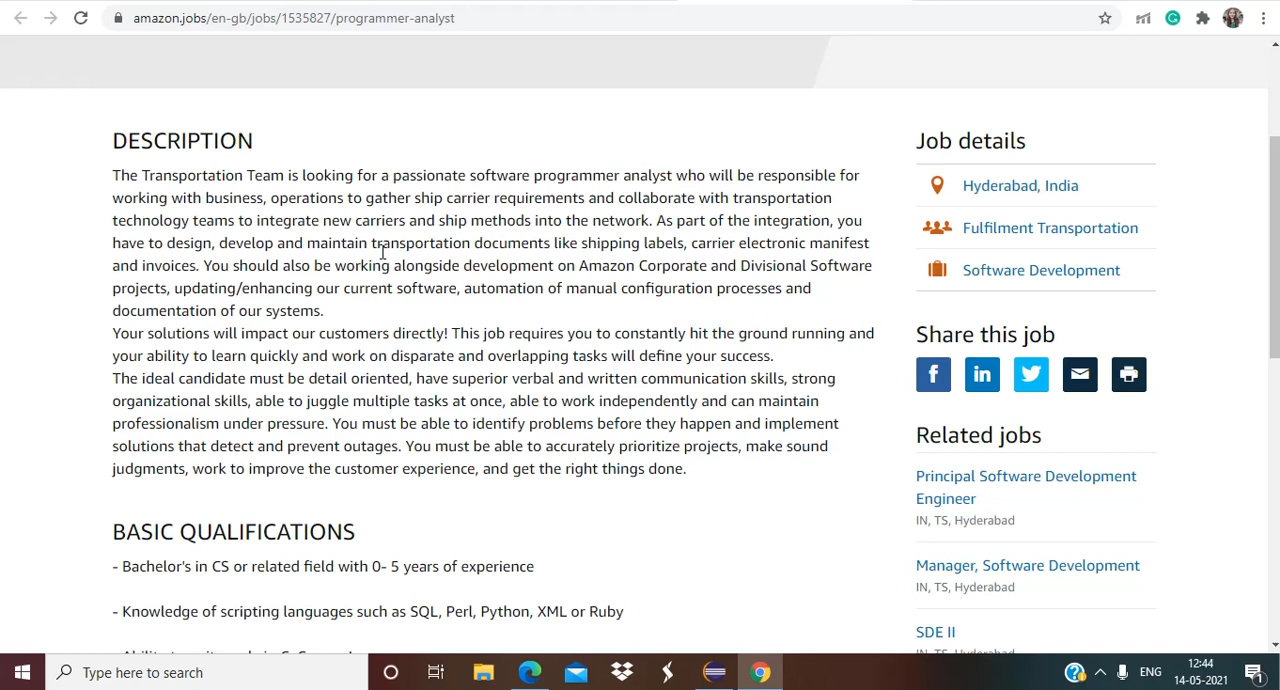 amazon.jobs/en-gb/jobs/1535827/programmer-analyst
DESCRIPTION
The Transportation Team is looking for a passionate software programmer analyst who will be responsible for
working with business, operations to gather ship carrier requirements and collaborate with transportation
technology teams to integrate new carriers and ship methods into the network. As part of the integration, you
have to design, develop and maintain transportation documents like shipping labels, carrier electronic manifest
and invoices. You should also be working alongside development on Amazon Corporate and Divisional Software
projects, updating/enhancing our current software, automation of manual configuration processes and
documentation of our systems.
Your solutions will impact our customers directly! This job requires you to constantly hit the ground running and
your ability to learn quickly and work on disparate and overlapping tasks will define your success.
The ideal candidate must be detail oriented, have superior verbal and written communication skills, strong
organizational skills, able to juggle multiple tasks at once, able to work independently and can maintain
professionalism under pressure. You must be able to identify problems before they happen and implement
solutions that detect and prevent outages. You must be able to accurately prioritize projects, make sound
judgments, work to improve the customer experience, and get the right things done.
BASIC QUALIFICATIONS
- Bachelor's in CS or related field with 0- 5 years of experience
- Knowledge of scripting languages such as SQL, Perl, Python, XML or Ruby
Job details
Hyderabad, India
Fulfilment Transportation
Software Development
Share this job
Related jobs
Principal Software Development
Engineer
IN, TS, Hyderabad
Manager, Software Development
IN, TS, Hyderabad
SDE II
IN, TS, Hyderabad
Type here to search
ENG
12:44
14-05-2021
1